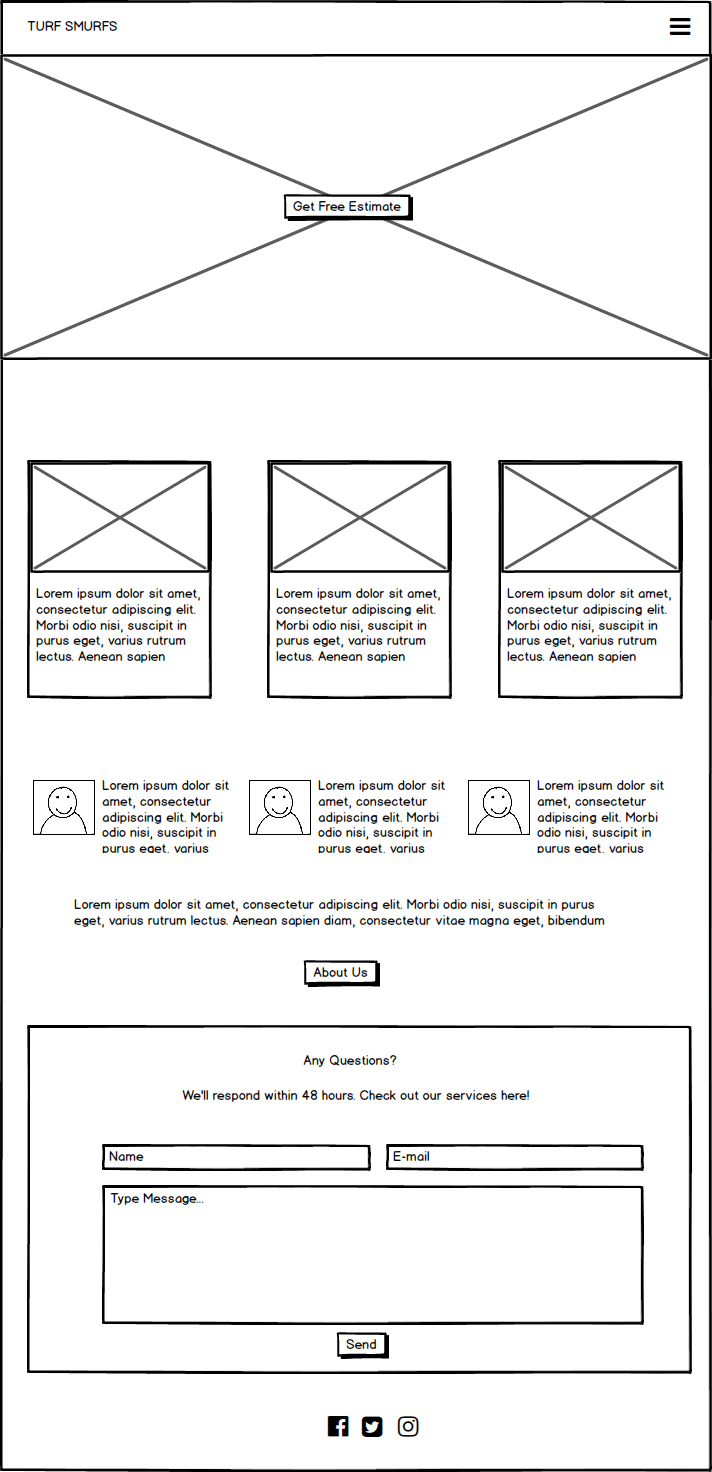 TURF SMURFS
Get Free Estimate
Lorem ipsum dolor sit amet,
consectetur adipiscing elit.
Morbi odio nisi, suscipit in
purus eget, varius rutrum
lectus. Aenean sapien
Lorem ipsum dolor sit amet,
consectetur adipiscing elit.
Morbi odio nisi, suscipit in
purus eget, varius rutrum
lectus. Aenean sapien
Lorem ipsum dolor sit amet,
consectetur adipiscing elit.
Morbi odio nisi, suscipit in
purus eget, varius rutrum
lectus. Aenean sapien
Lorem ipsum dolor sit
amet, consectetur
adipiscing elit. Morbi
odio nisi, suscipit in
purus eget, varius
Lorem ipsum dolor sit
amet, consectetur
adipiscing elit. Morbi
odio nisi, suscipit in
purus eget, varius
Lorem ipsum dolor sit
amet, consectetur
adipiscing elit. Morbi
odio nisi, suscipit in
purus eget, varius
Lorem ipsum dolor sit amet, consectetur adipiscing elit. Morbi odio nisi, suscipit in purus
eget, varius rutrum lectus. Aenean sapien diam, consectetur vitae magna eget, bibendum
About Us
Any Questions?
We'll respond within 48 hours. Check out our services here!
Name
E-mail
Type Message...
Send